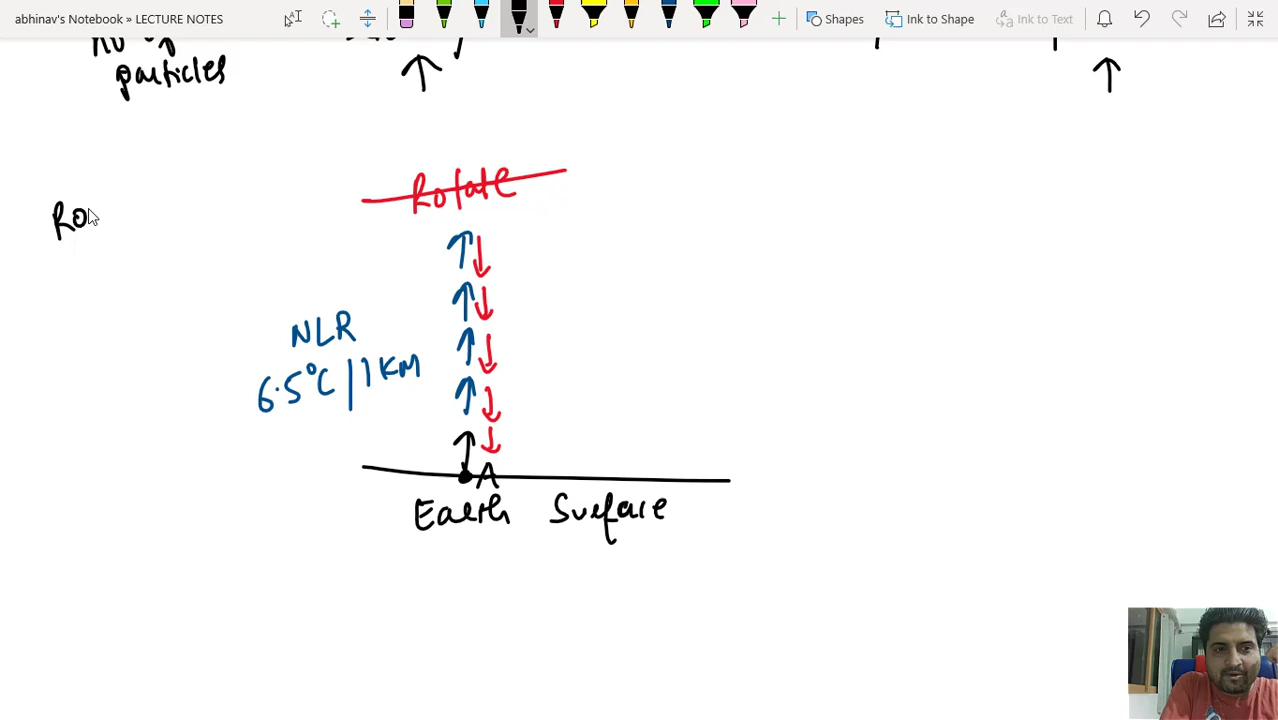 abhinav's Notebook » LECTURE NOTES
Shapes
Ink to Shape
Ink to Text
particles
Rotate
RO
NLR
6.5°C/1KM
A
Earth Surface